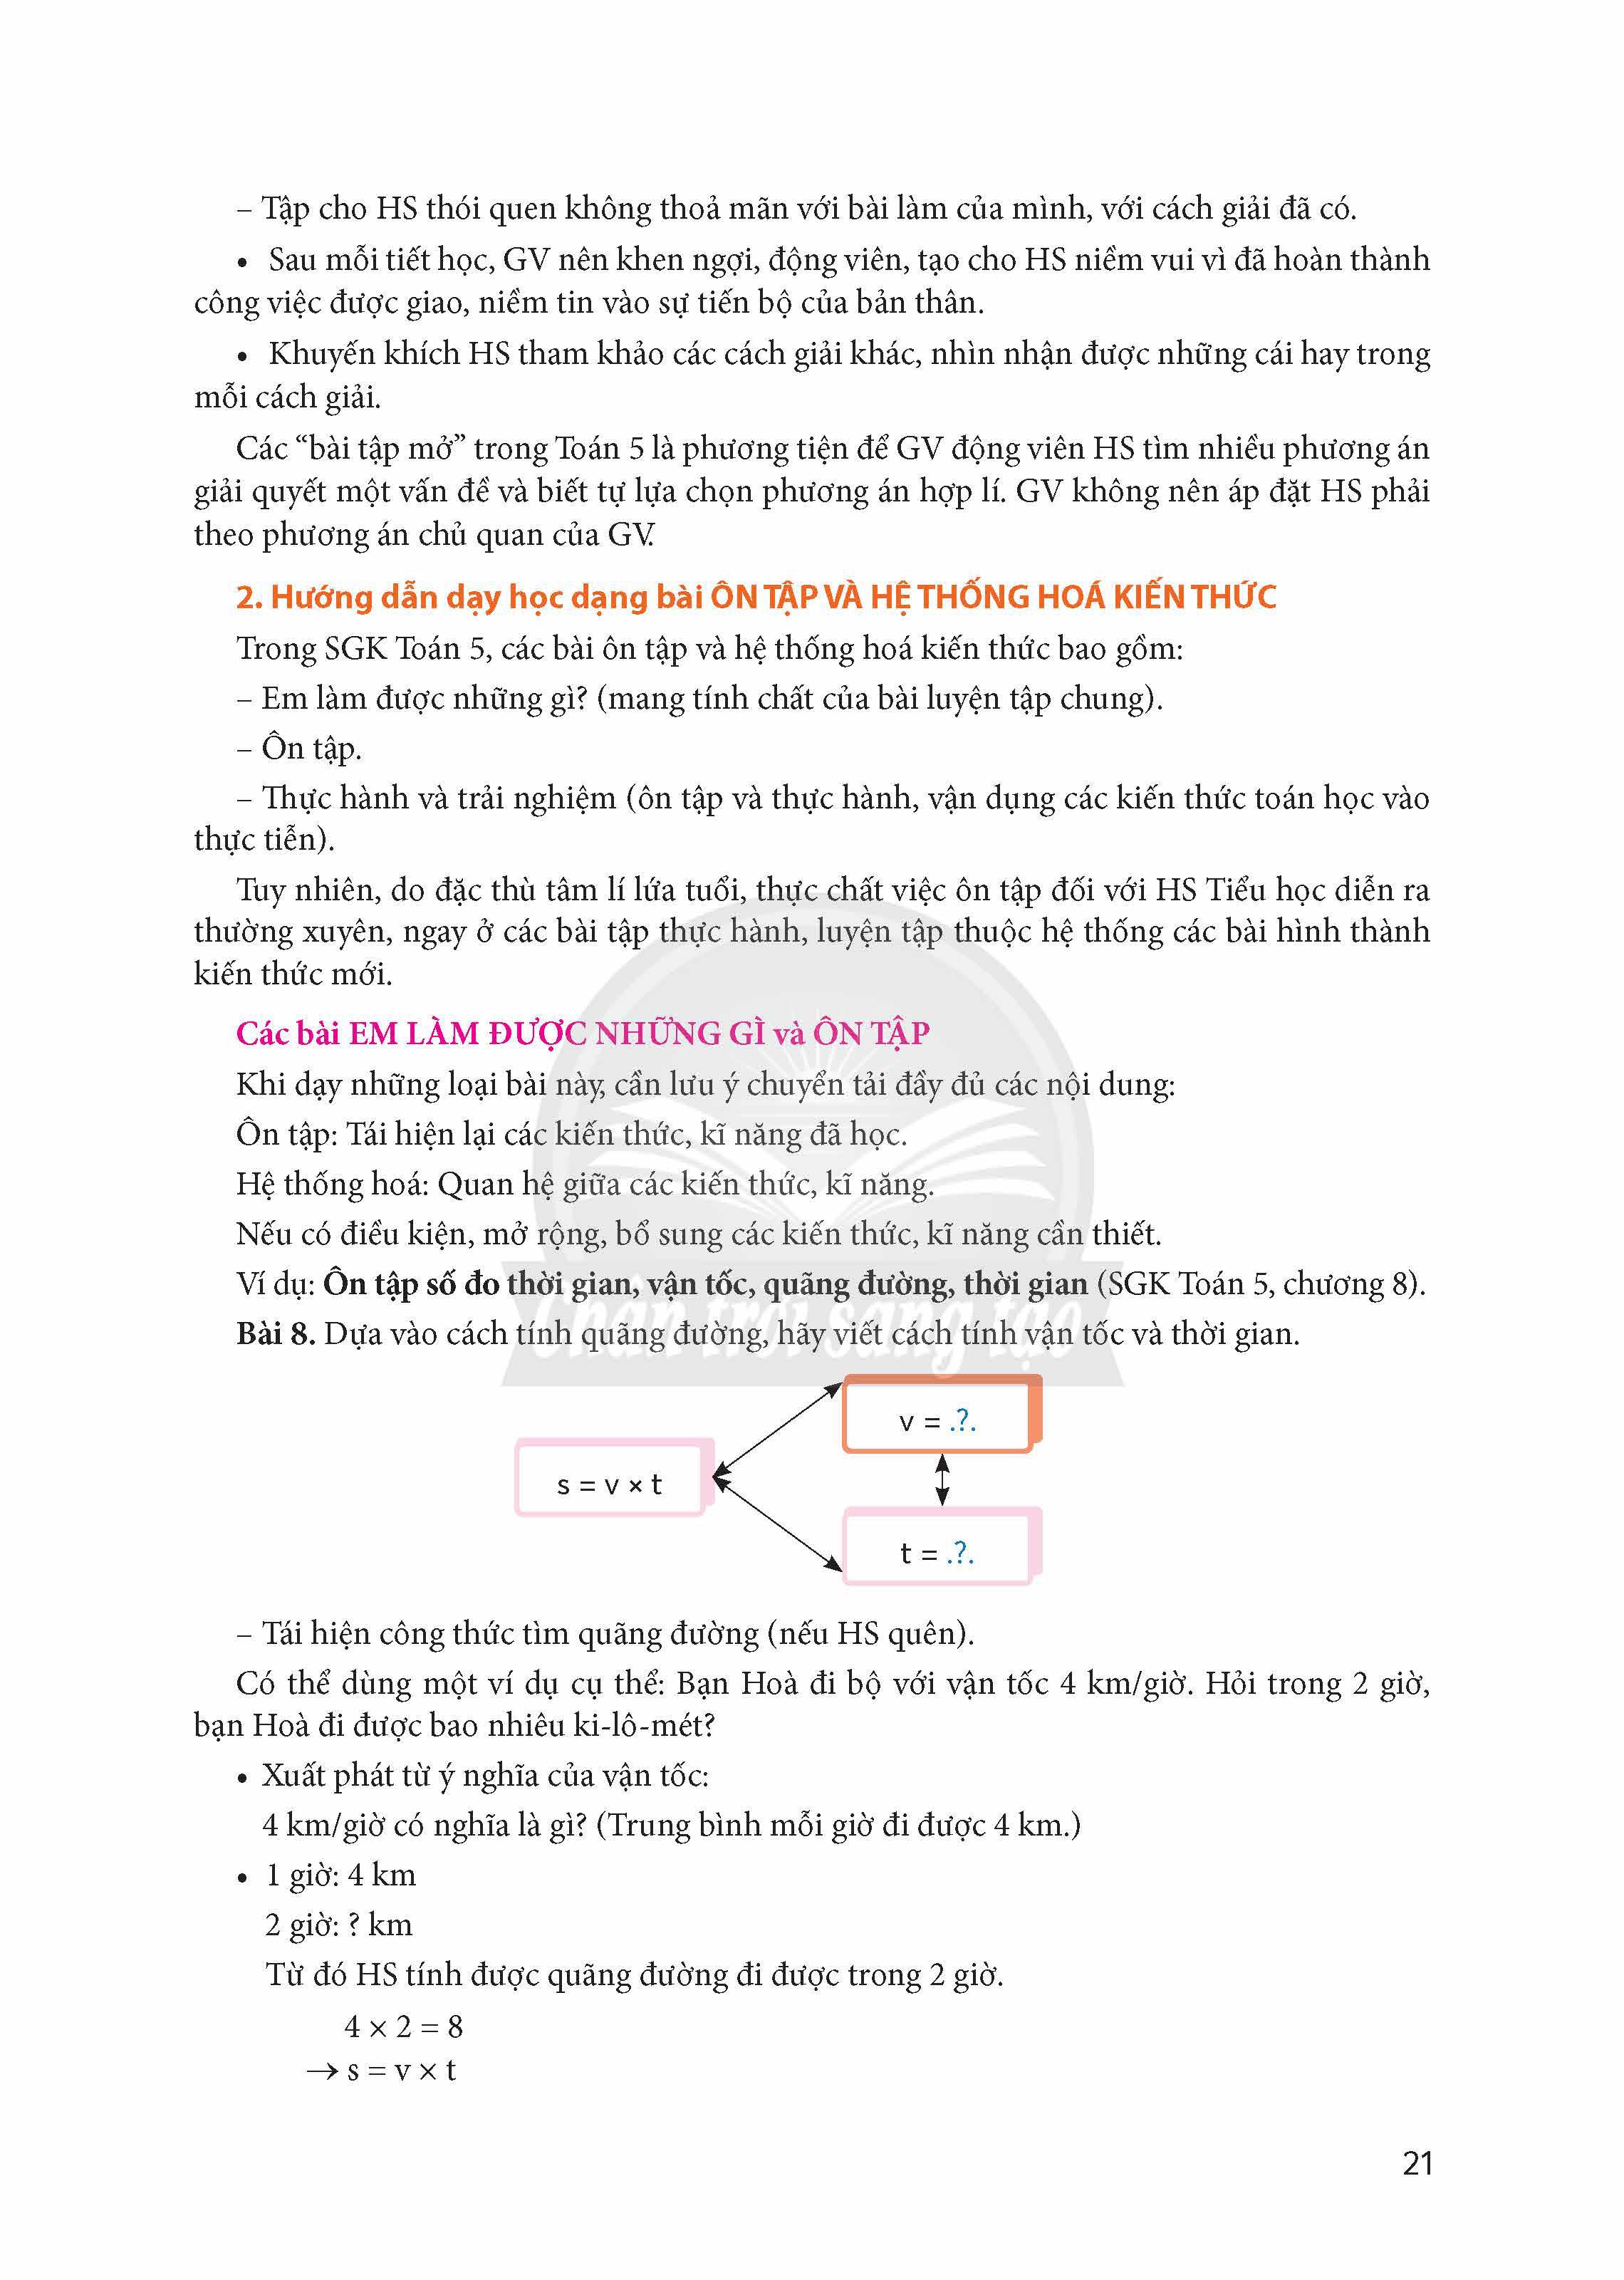 – Tập cho HS thói quen không thoả mãn với bài làm của mình, với cách giải đã có.
• Sau mỗi tiết học, GV nên khen ngợi, động viên, tạo cho HS niềm vui vì đã hoàn thành
công việc được giao, niềm tin vào sự tiến bộ của bản thân.
• Khuyến khích HS tham khảo các cách giải khác, nhìn nhận được những cái hay trong
mỗi cách giải.
Các “bài tập mở” trong Toán 5 là phương tiện để GV động viên HS tìm nhiều phương án
giải quyết một vấn đề và biết tự lựa chọn phương án hợp lí. GV không nên áp đặt HS phải
theo phương án chủ quan của GV.
2. Hướng dẫn dạy học dạng bài ÔN TẬP VÀ HỆ THỐNG HOÁ KIẾN THỨC
Trong SGK Toán 5, các bài ôn tập và hệ thống hoá kiến thức bao gồm:
– Em làm được những gì? (mang tính chất của bài luyện tập chung).
– Ôn tập.
– Thực hành và trải nghiệm (ôn tập và thực hành, vận dụng các kiến thức toán học vào
thực tiễn).
Tuy nhiên, do đặc thù tâm lí lứa tuổi, thực chất việc ôn tập đối với HS Tiểu học diễn ra
thường xuyên, ngay ở các bài tập thực hành, luyện tập thuộc hệ thống các bài hình thành
kiến thức mới.
Các bài EM LÀM ĐƯỢC NHỮNG GÌ và ÔN TẬP
Khi dạy những loại bài này, cần lưu ý chuyển tải đầy đủ các nội dung:
Ôn tập: Tái hiện lại các kiến thức, kĩ năng đã học.
Hệ thống hoá: Quan hệ giữa các kiến thức, kĩ năng.
Nếu có điều kiện, mở rộng, bổ sung các kiến thức, kĩ năng cần thiết.
Ví dụ: Ôn tập số đo thời gian, vận tốc, quãng đường, thời gian (SGK Toán 5, chương 8).
Chân trời sáng tạo
Bài 8. Dựa vào cách tính quãng đường, hãy viết cách tính vận tốc và thời gian.
v = .?.
s = v × t
t = .?.
– Tái hiện công thức tìm quãng đường (nếu HS quên).
Có thể dùng một ví dụ cụ thể: Bạn Hoà đi bộ với vận tốc 4 km/giờ. Hỏi trong 2 giờ,
bạn Hoà đi được bao nhiêu ki-lô-mét?
• Xuất phát từ ý nghĩa của vận tốc:
4 km/giờ có nghĩa là gì? (Trung bình mỗi giờ đi được 4 km.)
• 1 giờ: 4 km
2 giờ: ? km
Từ đó HS tính được quãng đường đi được trong 2 giờ.
4 × 2 = 8
→ s = v × t
21